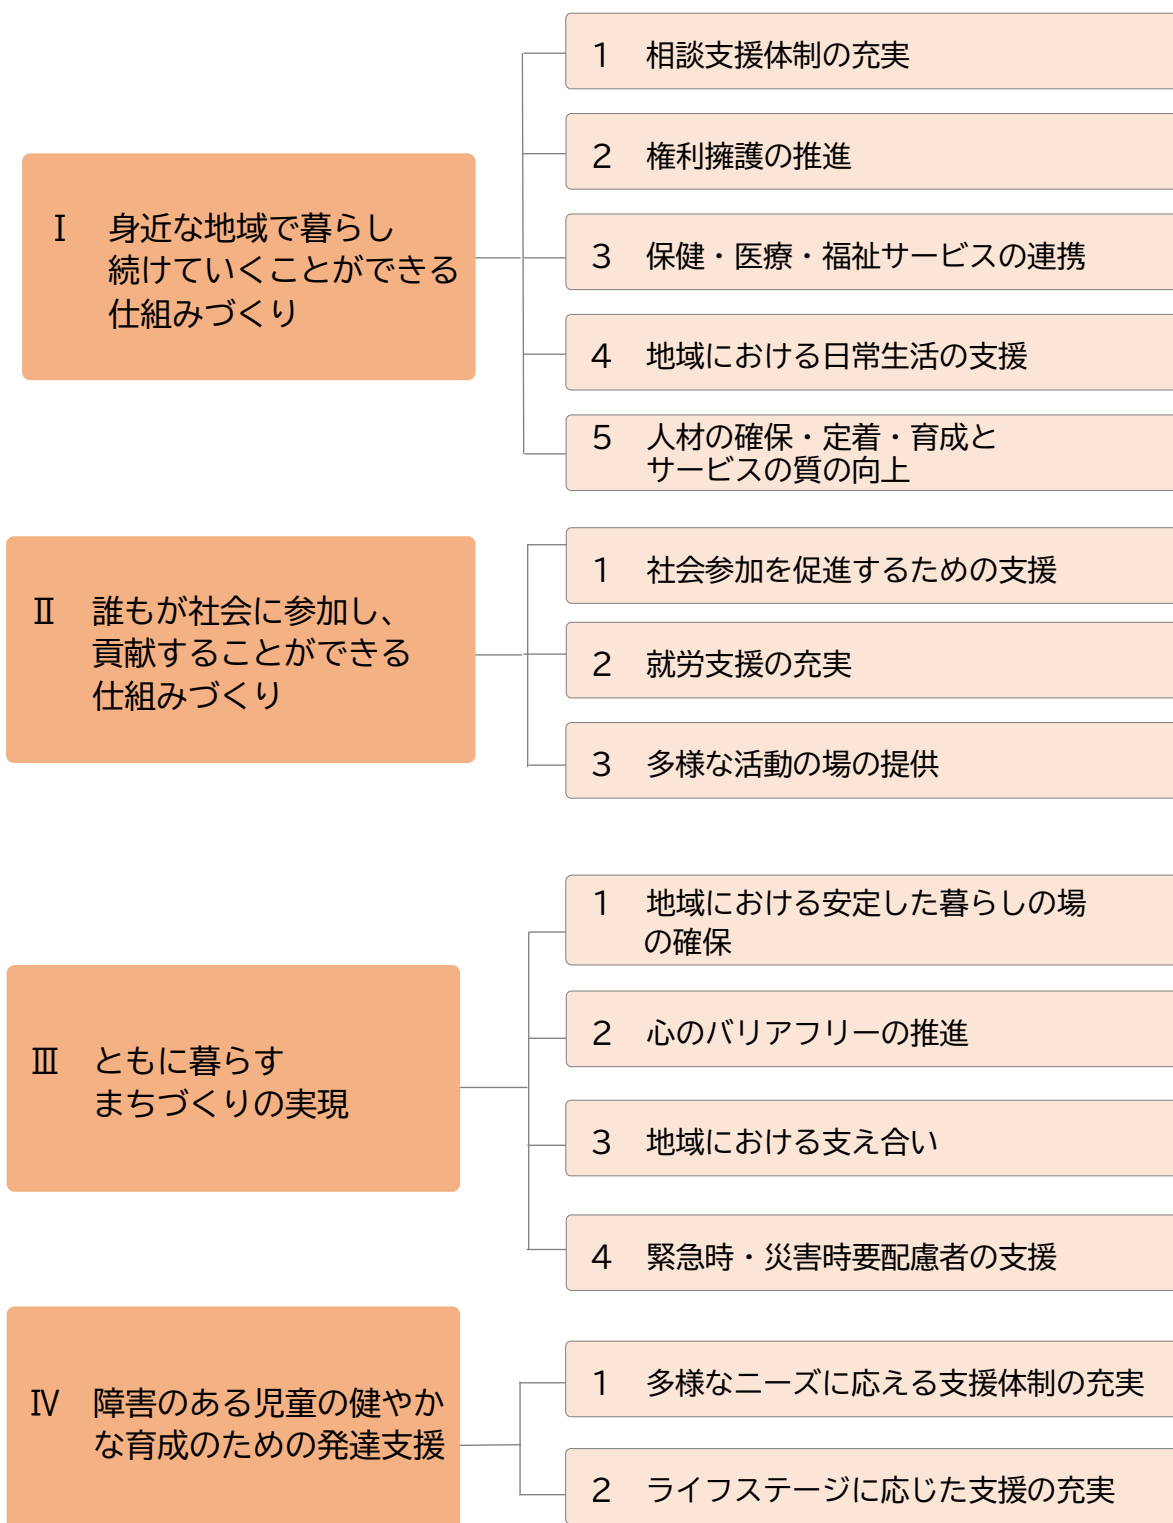 Ⅰ 身近な地域で暮らし
続けていくことができる
仕組みづくり
1 相談支援体制の充実
2 権利擁護の推進
3 保健・医療・福祉サービスの連携
4 地域における日常生活の支援
5 人材の確保・定着・育成と
サービスの質の向上
Ⅱ 誰もが社会に参加し、
貢献することができる
仕組みづくり
1 社会参加を促進するための支援
2 就労支援の充実
3 多様な活動の場の提供
Ⅲ ともに暮らす
まちづくりの実現
1 地域における安定した暮らしの場
の確保
2 心のバリアフリーの推進
3 地域における支え合い
4 緊急時・災害時要配慮者の支援
Ⅳ 障害のある児童の健やか
な育成のための発達支援
1 多様なニーズに応える支援体制の充実
2 ライフステージに応じた支援の充実